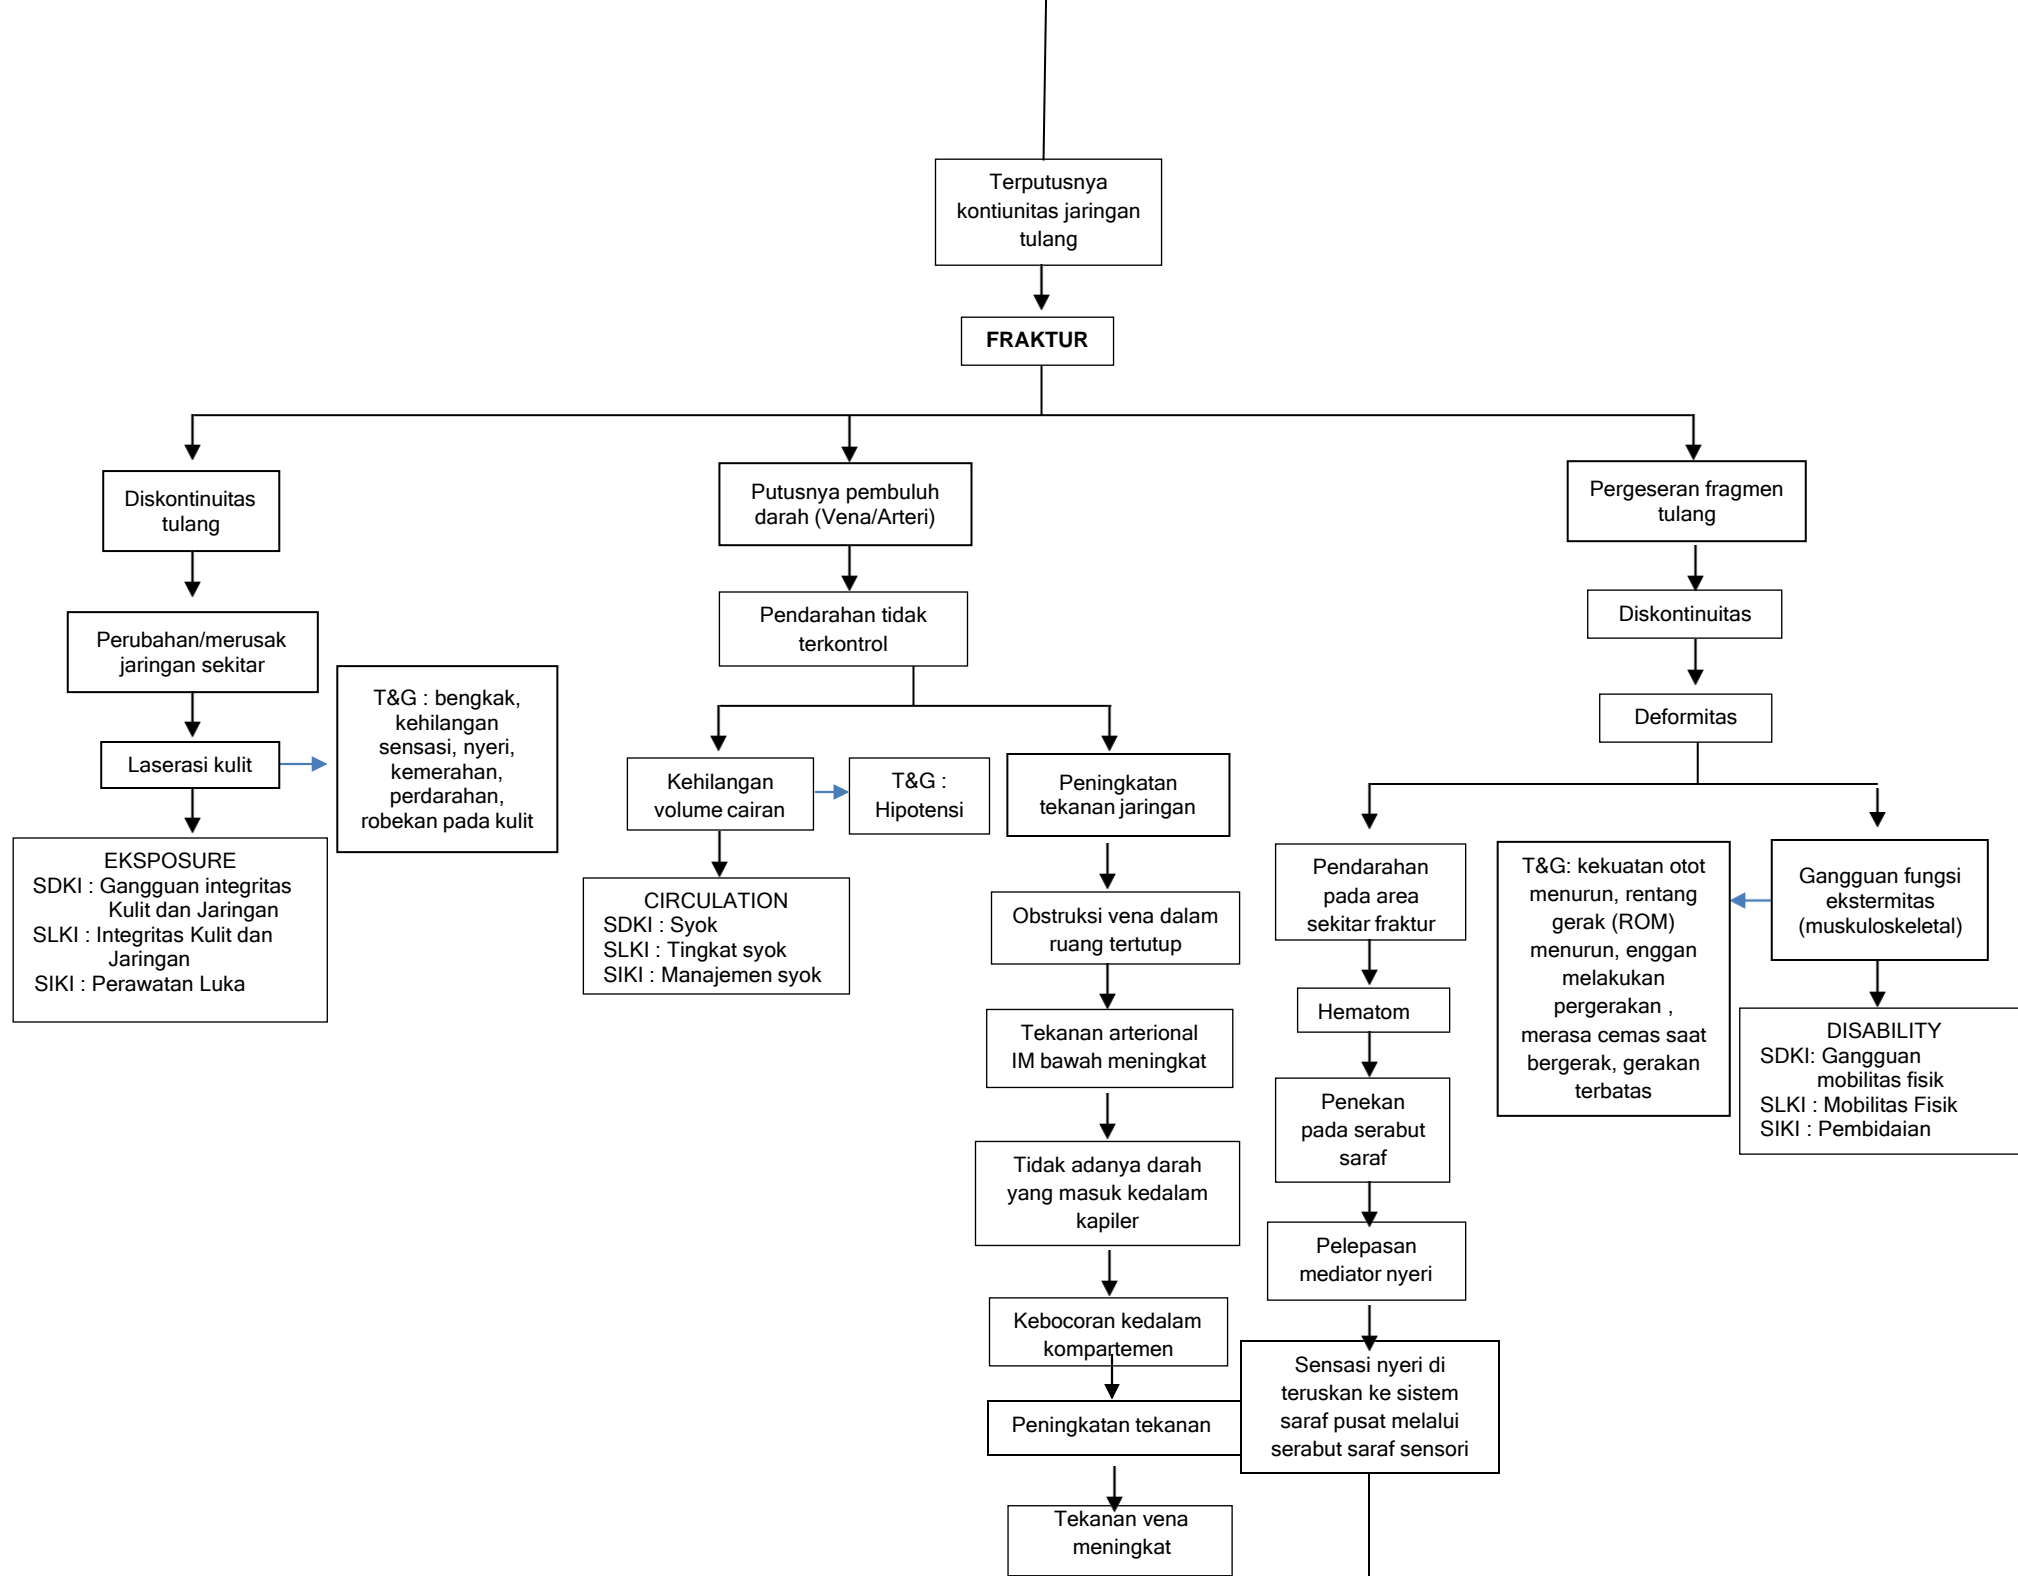 Terputusnya
kontiunitas jaringan
tulang
FRAKTUR
Diskontinuitas
tulang
Perubahan/merusak
jaringan sekitar
Laserasi kulit
T&G : bengkak,
kehilangan
sensasi, nyeri,
kemerahan,
perdarahan,
robekan pada kulit
EKSPOSURE
SDKI : Gangguan integritas
Kulit dan Jaringan
SLKI : Integritas Kulit dan
Jaringan
SIKI : Perawatan Luka
Putusnya pembuluh
darah (Vena/Arteri)
Pendarahan tidak
terkontrol
Kehilangan
volume cairan
T&G :
Hipotensi
CIRCULATION
SDKI : Syok
SLKI : Tingkat syok
SIKI : Manajemen syok
Peningkatan
tekanan jaringan
Obstruksi vena dalam
ruang tertutup
Tekanan arterional
IM bawah meningkat
Tidak adanya darah
yang masuk kedalam
kapiler
Kebocoran kedalam
kompartemen
Peningkatan tekanan
Tekanan vena
meningkat
Pergeseran fragmen
tulang
Diskontinuitas
Deformitas
Pendarahan
pada area
sekitar fraktur
Hematom
Penekan
pada serabut
saraf
Pelepasan
mediator nyeri
Sensasi nyeri di
teruskan ke sistem
saraf pusat melalui
serabut saraf sensori
T&G: kekuatan otot
menurun, rentang
gerak (ROM)
menurun, enggan
melakukan
pergerakan ,
merasa cemas saat
bergerak, gerakan
terbatas
Gangguan fungsi
ekstermitas
(muskuloskeletal)
DISABILITY
SDKI: Gangguan
mobilitas fisik
SLKI : Mobilitas Fisik
SIKI : Pembidaian